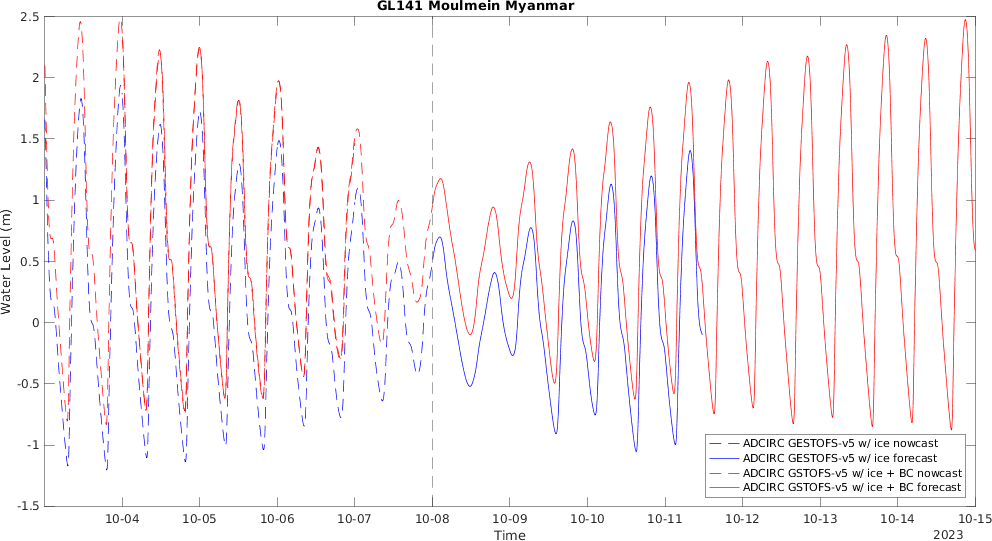 GL141 Moulmein Myanmar
2.5
2
1.5
1
0.5
0
-0.5
-1
-1.5
Water Level (m)
10-04 10-05 10-06 10-07 10-08 10-09 10-10 10-11 10-12 10-13 10-14 10-15
Time
2023
ADCIRC GESTOFS-v5 w/ ice nowcast
ADCIRC GESTOFS-v5 w/ ice forecast
ADCIRC GSTOFS-v5 w/ ice + BC nowcast
ADCIRC GSTOFS-v5 w/ ice + BC forecast